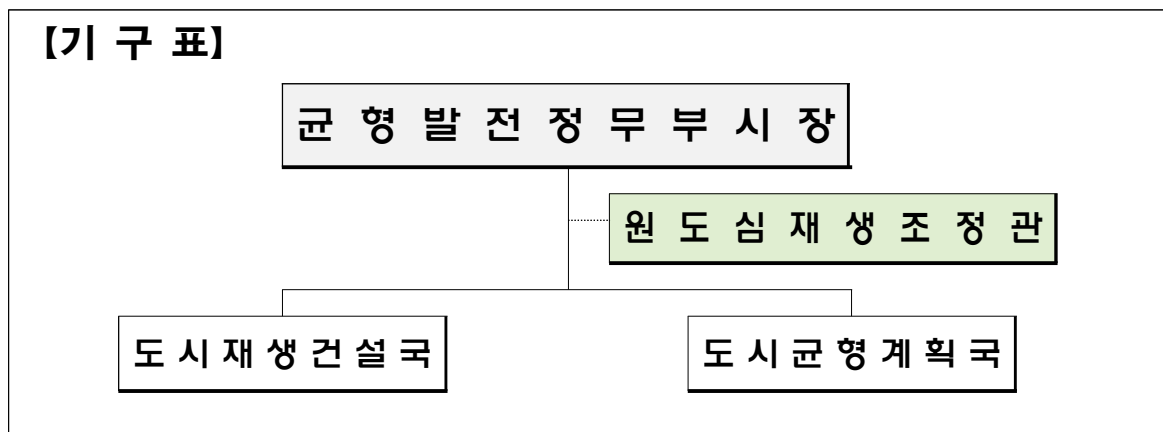 【기 구 표】
균 형 발 전 정 무 부 시 장
원 도 심 재 생 조 정 관
도 시 재 생 건 설 국
도 시 균 형 계 획 국